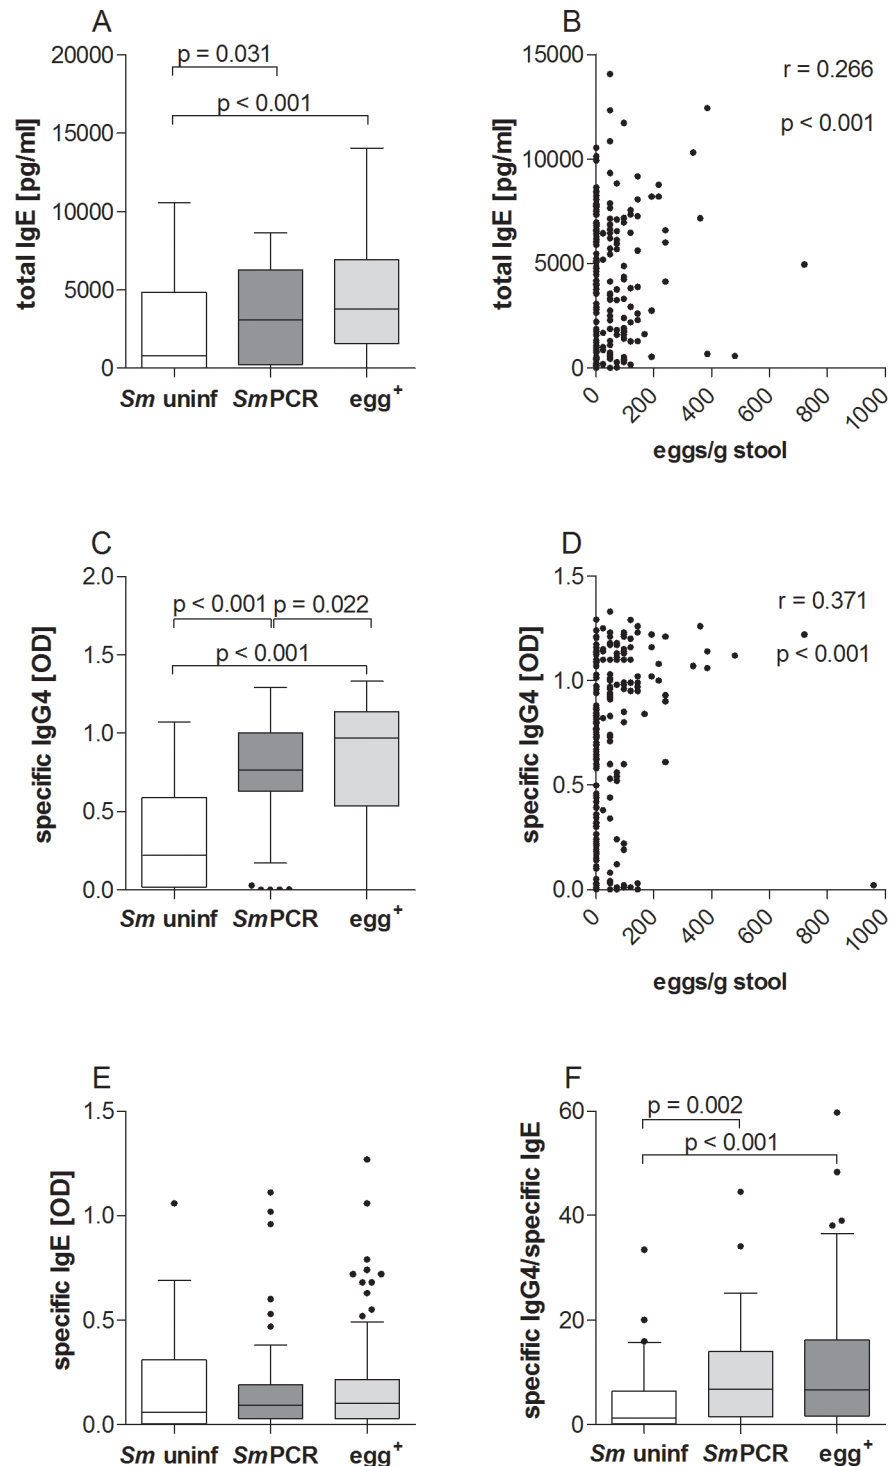 A
total IgE [pg/ml]
20000
15000
10000
5000
0
p = 0.031
p < 0.001
Sm uninf
SmPCR
egg+
B
total IgE [pg/ml]
15000
10000
5000
0
r = 0.266
p < 0.001
0
200
400
600
800
1000
eggs/g stool
C
specific IgG4 [OD]
2.0
1.5
1.0
0.5
0.0
p < 0.001
p = 0.022
p < 0.001
Sm uninf
SmPCR
egg+
D
specific IgG4 [OD]
1.5
1.0
0.5
0.0
r = 0.371
p < 0.001
0
200
400
600
800
1000
eggs/g stool
E
specific IgE [OD]
1.5
1.0
0.5
0.0
Sm uninf
SmPCR
egg+
F
specific IgG4/specific IgE
60
40
20
0
p = 0.002
p < 0.001
Sm uninf
SmPCR
egg+